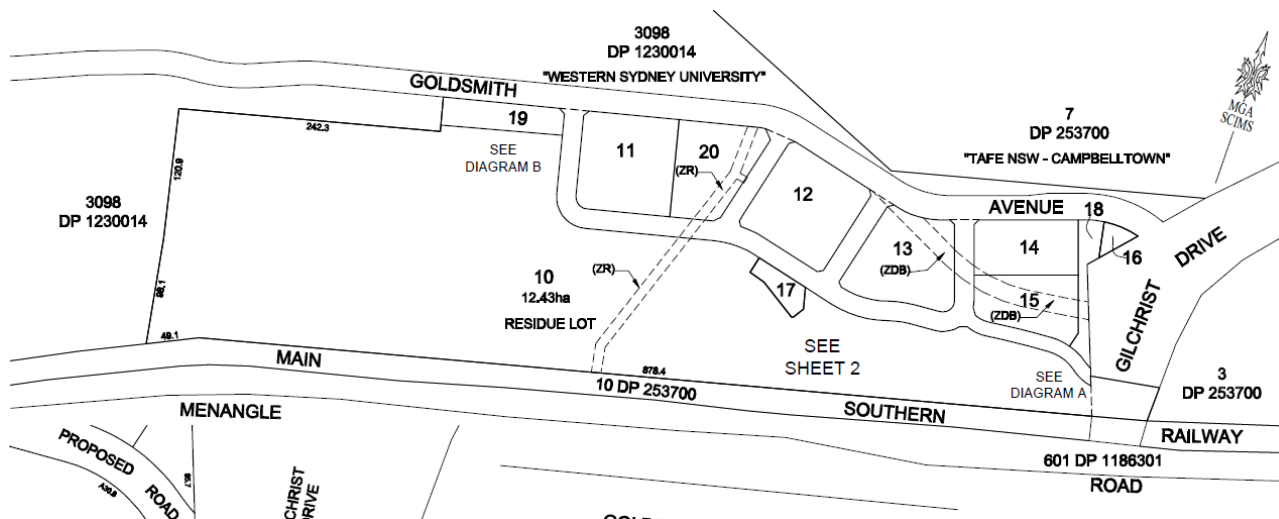 3098
DP 1230014
"WESTERN SYDNEY UNIVERSITY"
MGA
SCIMS
GOLDSMITH
7
DP 253700
"TAFE NSW - CAMPBELLTOWN"
242.3
19
SEE
DIAGRAM B
11
20
(ZR)
12
AVENUE
18
120.9
3098
DP 1230014
13
(ZDB)
14
16
DRIVE
10
12.43ha
RESIDUE LOT
(ZR)
17
15
(ZDB)
GILCHRIST
98.1
49.1
MAIN
878.4
10 DP 253700
SEE
SHEET 2
SEE
DIAGRAM A
3
DP 253700
MENANGLE
SOUTHERN
RAILWAY
601 DP 1186301
ROAD
PROPOSED
ROAD
A30.8
CHRIST
DRIVE